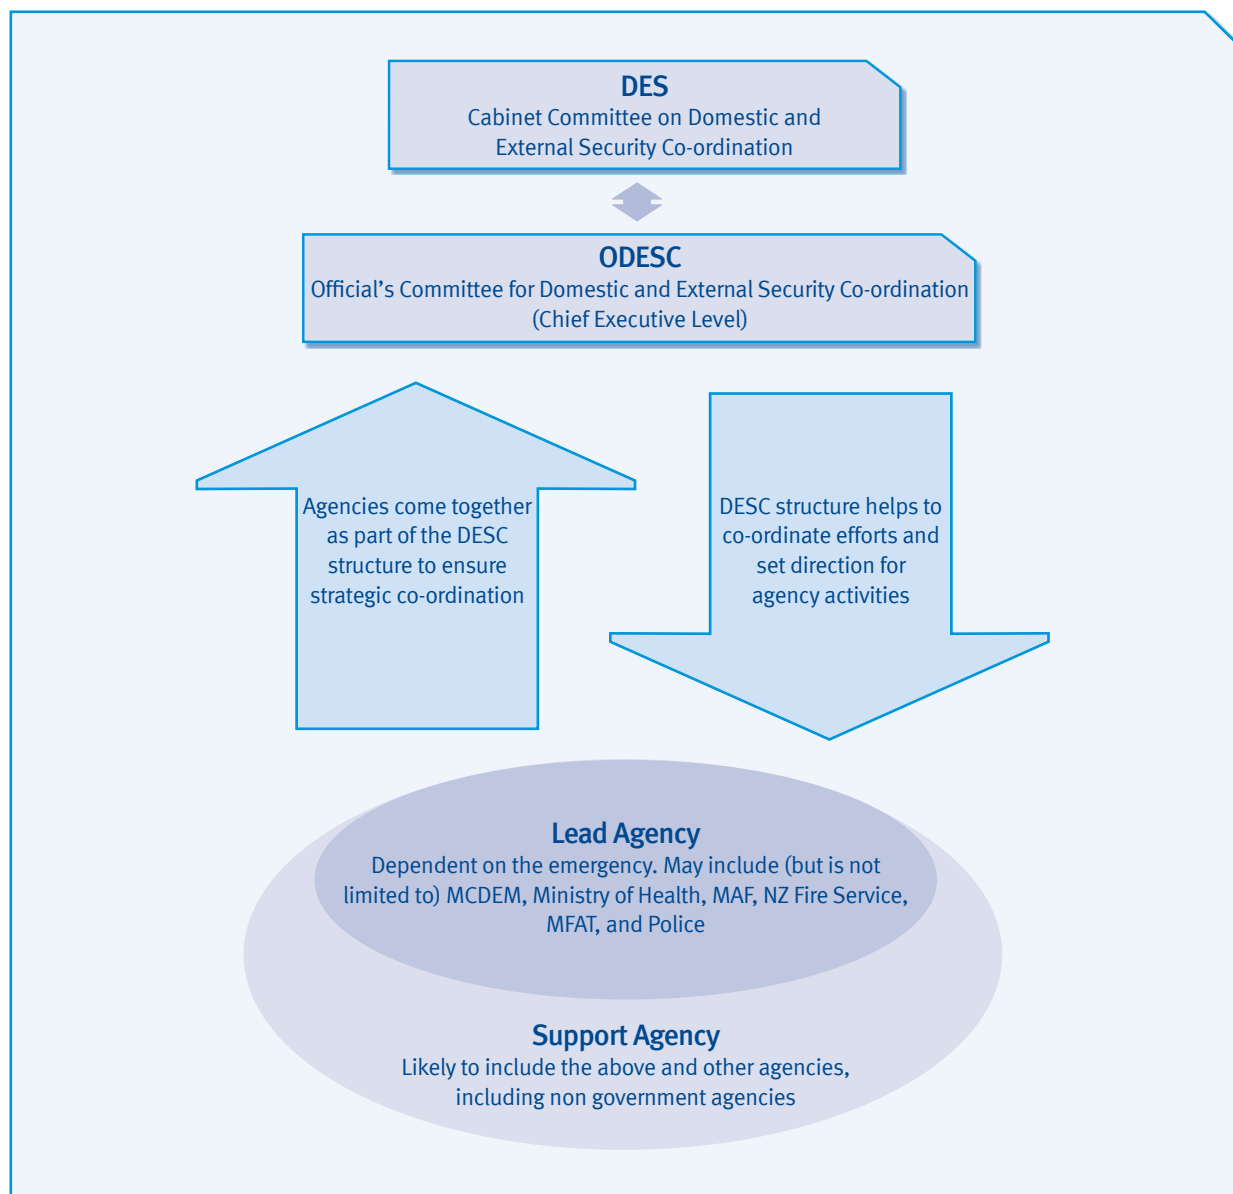 DES
Cabinet Committee on Domestic and
External Security Co-ordination
ODESC
Official’s Committee for Domestic and External Security Co-ordination
(Chief Executive Level)
Agencies come together
as part of the DESC
structure to ensure
strategic co-ordination
DESC structure helps to
co-ordinate efforts and
set direction for
agency activities
Lead Agency
Dependent on the emergency. May include (but is not
limited to) MCDEM, Ministry of Health, MAF, NZ Fire Service,
MFAT, and Police
Support Agency
Likely to include the above and other agencies,
including non government agencies